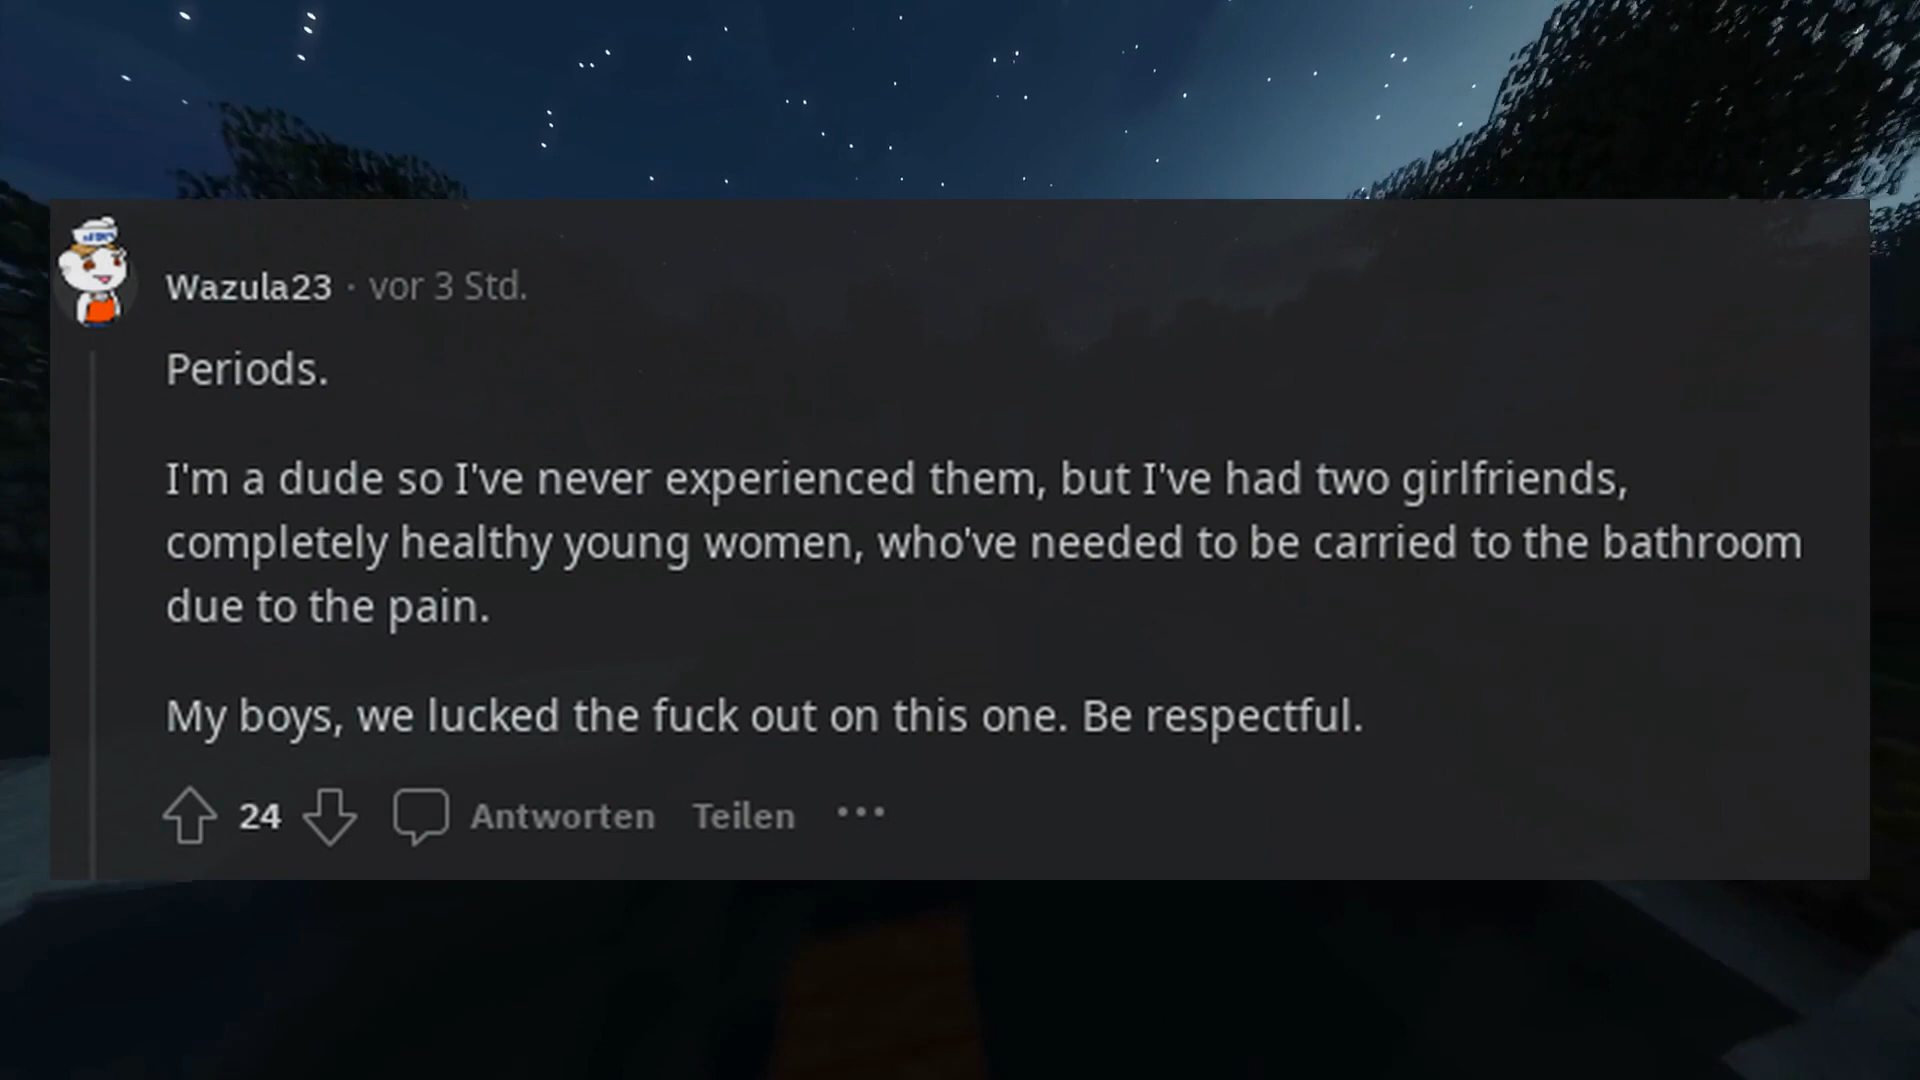 Wazula23 · vor 3 Std.
Periods.
I'm a dude so I've never experienced them, but I've had two girlfriends,
completely healthy young women, who've needed to be carried to the bathroom
due to the pain.
My boys, we lucked the fuck out on this one. Be respectful.
24 Antworten Teilen ···